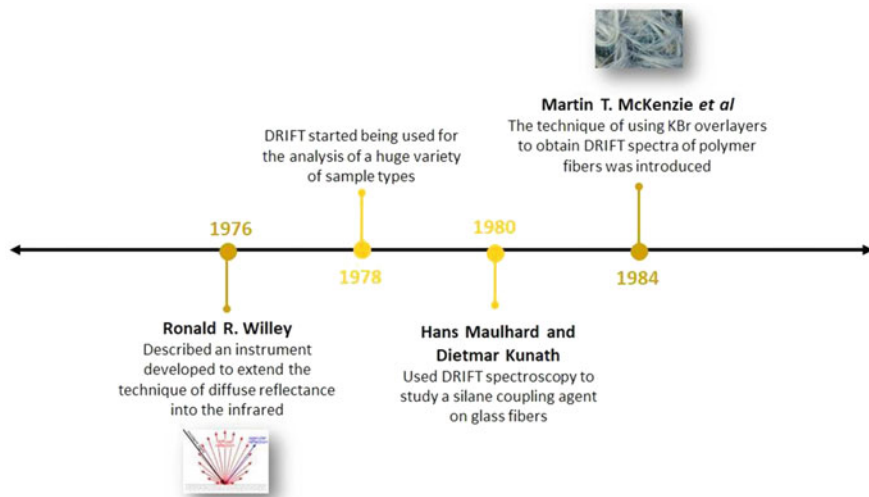 1976
Ronald R. Willey
Described an instrument
developed to extend the
technique of diffuse reflectance
into the infrared
DRIFT started being used for
the analysis of a huge variety
of sample types
1978
1980
Hans Maulhard and
Dietmar Kunath
Used DRIFT spectroscopy to
study a silane coupling agent
on glass fibers
Martin T. McKenzie et al
The technique of using KBr overlayers
to obtain DRIFT spectra of polymer
fibers was introduced
1984